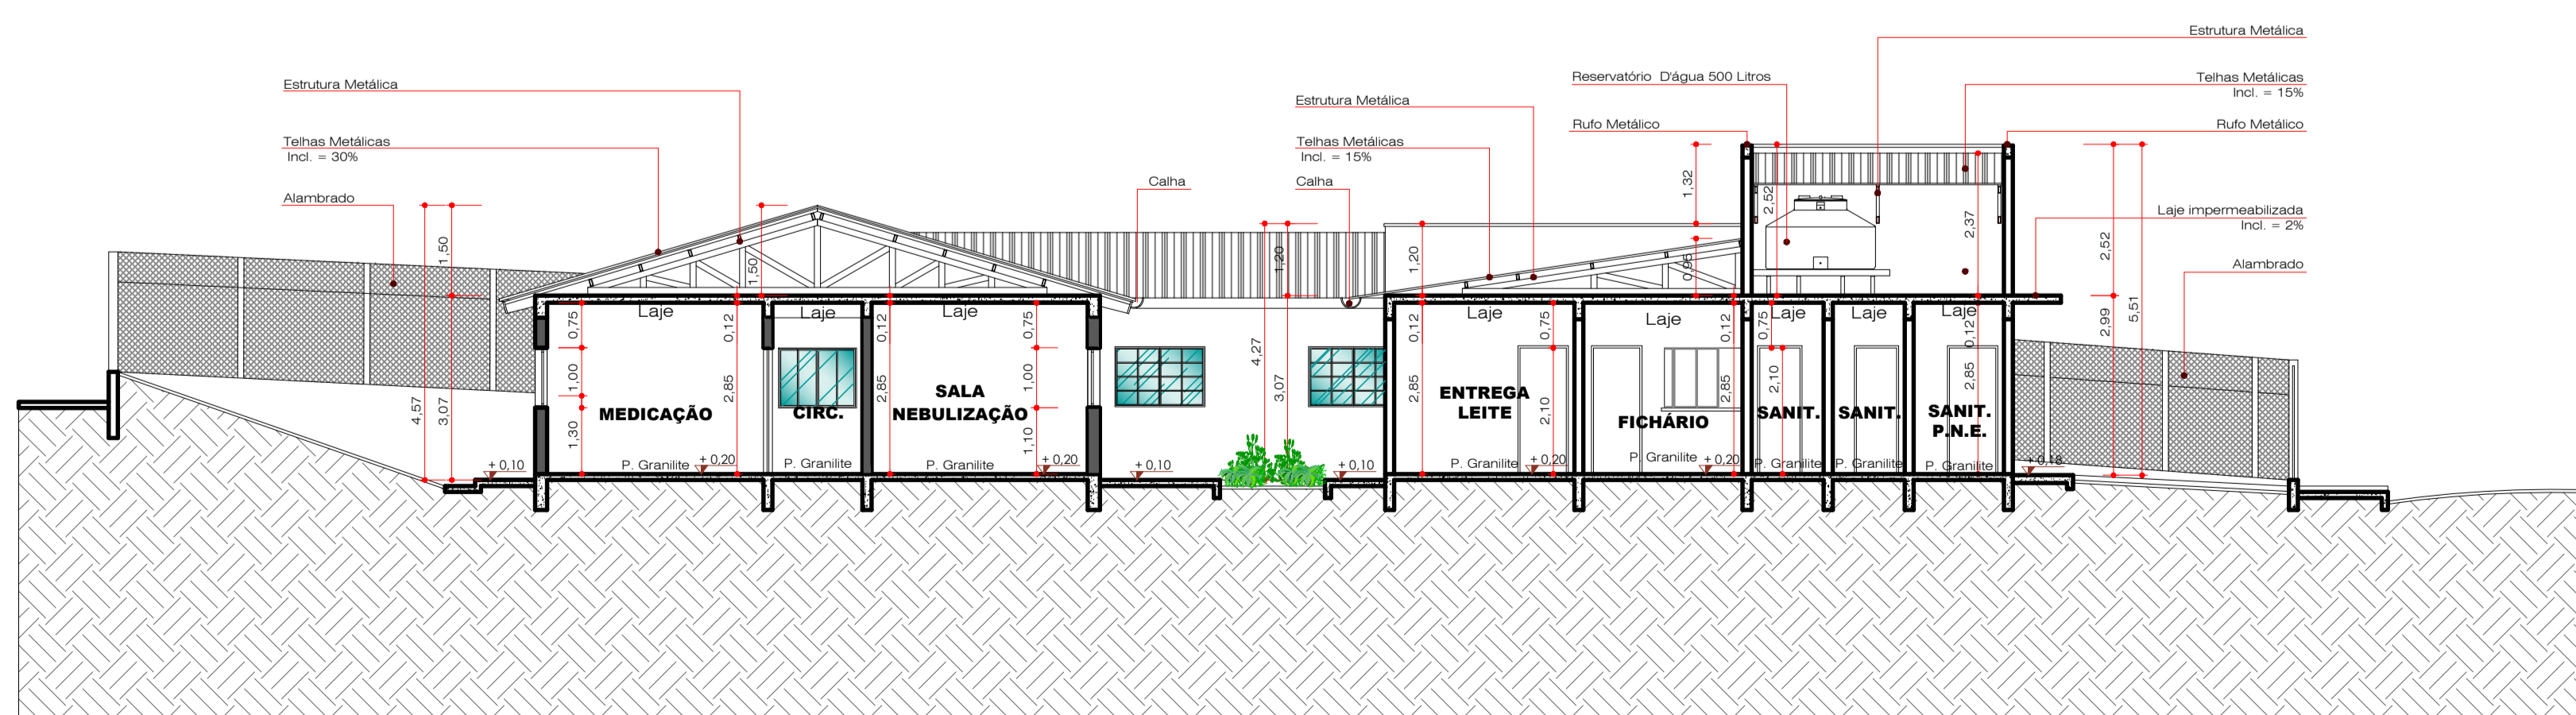 Estrutura Metálica
Reservatório D'água 500 Litros
Telhas Metálicas
Incl. = 15%
Estrutura Metálica
Estrutura Metálica
Rufo Metálico
Rufo Metálico
Telhas Metálicas
Incl. = 30%
Telhas Metálicas
Incl. = 15%
Calha
Calha
Alambrado
Laje impermeabilizada
Incl. = 2%
Alambrado
1,32
2,52
2,37
2,52
1,50
1,50
1,20
1,20
0,95
5,51
2,99
4,57
3,07
4,27
3,07
Laje
Laje
Laje
Laje
Laje
Laje
Laje
Laje
0,75
0,12
0,12
0,75
0,12
0,75
0,12
0,75
0,12
1,00
2,85
2,85
1,00
2,85
2,10
2,85
2,10
2,85
1,30
1,10
MEDICAÇÃO
CIRC.
SALA
NEBULIZAÇÃO
ENTREGA
LEITE
FICHÁRIO
SANIT.
SANIT.
SANIT.
P.N.E.
+ 0,10
P. Granilite
+ 0,20
P. Granilite
P. Granilite
+ 0,20
+ 0,10
+ 0,10
P. Granilite
+ 0,20
P. Granilite
+ 0,20
P. Granilite
P. Granilite
P. Granilite
+ 0,18